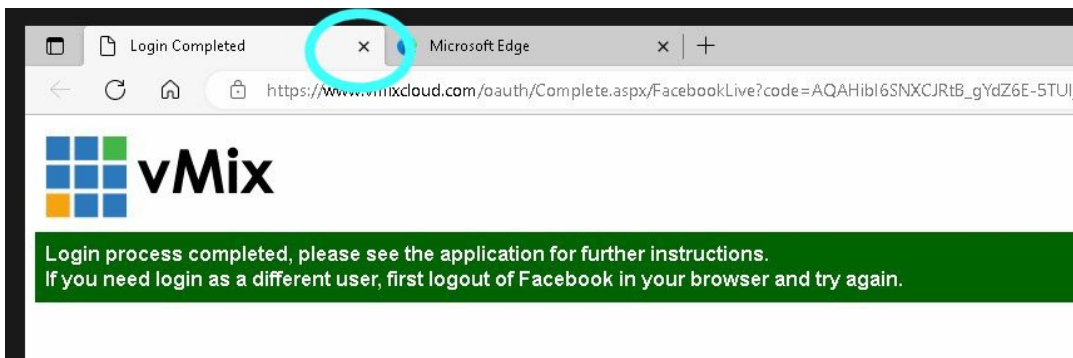 Login Completed
Microsoft Edge
https://www.vmixcloud.com/oauth/Complete.aspx/FacebookLive?code=
vMix
Login process completed, please see the application for further instructions.
If you need login as a different user, first logout of Facebook in your browser and try again.